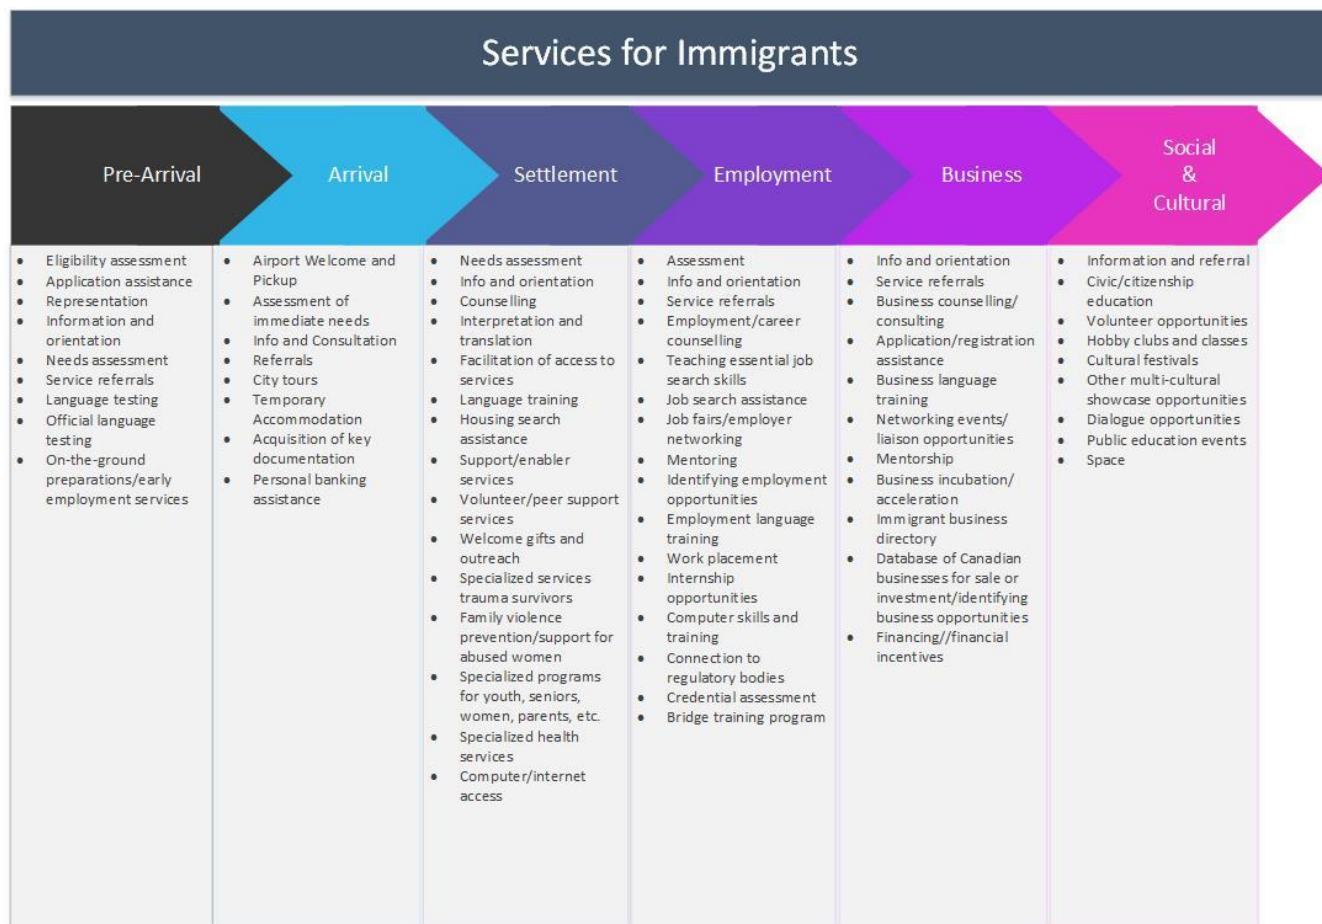 Services for Immigrants
Pre-Arrival
Arrival
Settlement
Employment
Business
Social
&
Cultural
• Eligibility assessment
• Application assistance
• Representation
• Information and
orientation
• Needs assessment
• Service referrals
• Language testing
• Official language
testing
• On-the-ground
preparations/early
employment services
• Airport Welcome and
Pickup
• Assessment of
immediate needs
• Info and Consultation
• Referrals
• City tours
• Temporary
Accommodation
• Acquisition of key
documentation
• Personal banking
assistance
• Needs assessment
• Info and orientation
• Counselling
• Interpretation and
translation
• Facilitation of access to
services
• Language training
• Housing search
assistance
• Support/enabler
services
• Volunteer/peer support
services
• Welcome gifts and
outreach
• Specialized services
trauma survivors
• Family violence
prevention/support for
abused women
• Specialized programs
for youth, seniors,
women, parents, etc.
• Specialized health
services
• Computer/internet
access
• Assessment
• Info and orientation
• Service referrals
• Employment/career
counselling
• Teaching essential job
search skills
• Job search assistance
• Job fairs/employer
networking
• Mentoring
• Identifying employment
opportunities
• Employment language
training
• Work placement
• Internship
opportunities
• Computer skills and
training
• Connection to
regulatory bodies
• Credential assessment
• Bridge training program
• Info and orientation
• Service referrals
• Business counselling/
consulting
• Application/registration
assistance
• Business language
training
• Networking events/
liaison opportunities
• Mentorship
• Business incubation/
acceleration
• Immigrant business
directory
• Database of Canadian
businesses for sale or
investment/identifying
business opportunities
• Financing//financial
incentives
• Information and referral
• Civic/citizenship
education
• Volunteer opportunities
• Hobby clubs and classes
• Cultural festivals
• Other multi-cultural
showcase opportunities
• Dialogue opportunities
• Public education events
• Space